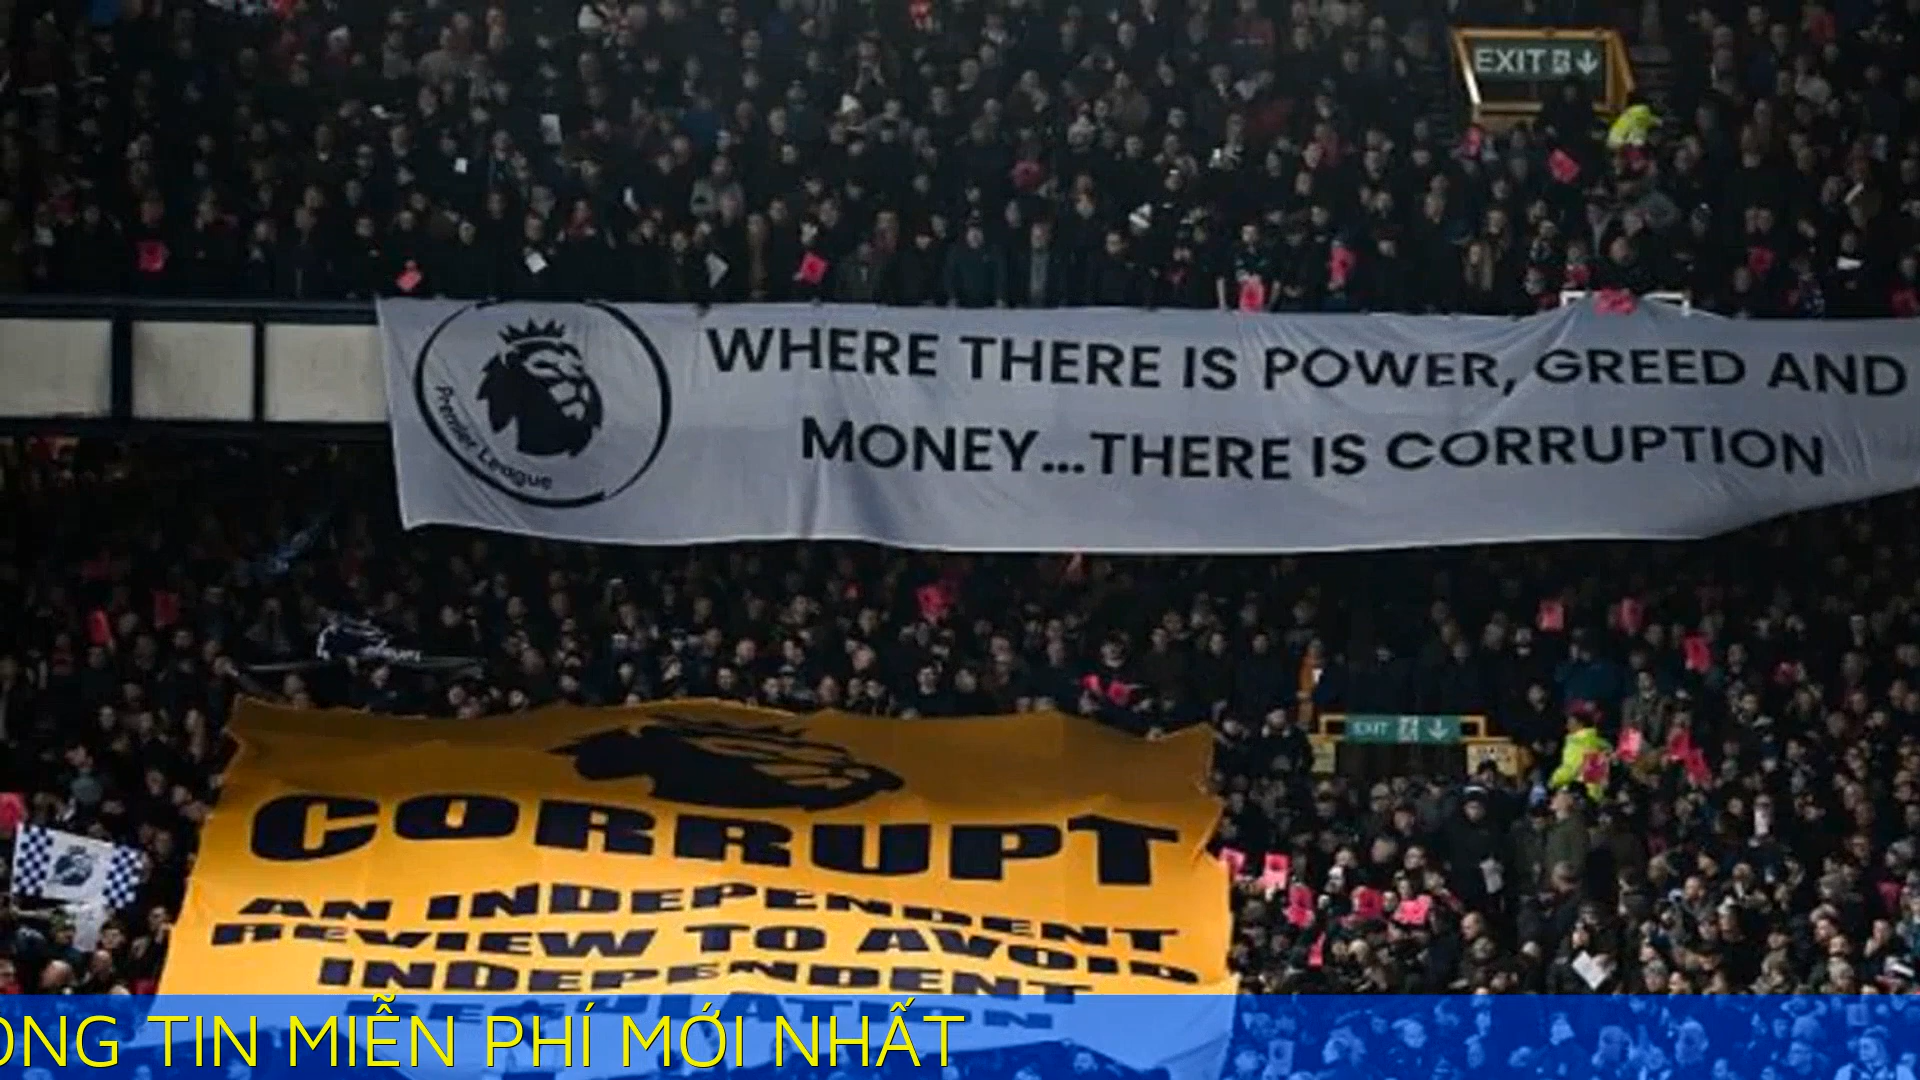 EXIT
WHERE THERE IS POWER, GREED AND
MONEY...THERE IS CORRUPTION
Premier League
EXIT
CORRUPT
AN INDEPENDENT
REVIEW TO AVOID
INDEPENDENT
REGULATION
ONG TIN MIỄN PHÍ MỚI NHẤT